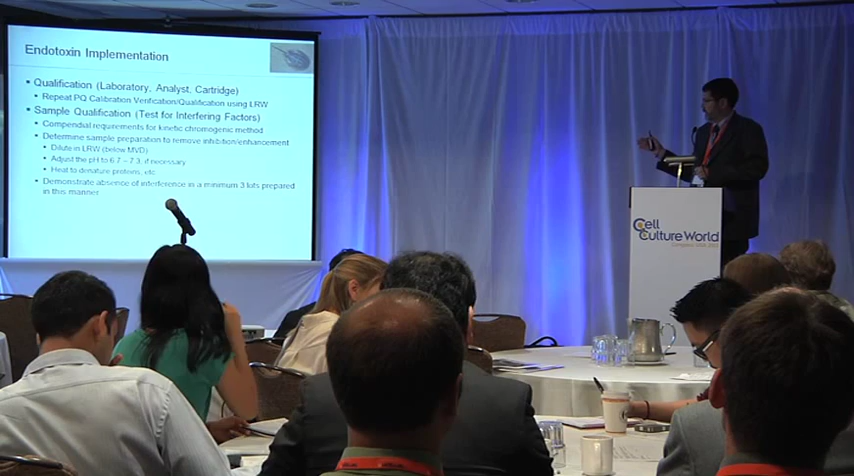 Endotoxin Implementation
Qualification (Laboratory, Analyst, Cartridge)
Repeat PQ Calibration Verification/Qualification using LRW
Sample Qualification (Test for Interfering Factors)
Compendial requirements for kinetic chromogenic method
Determine sample preparation to remove inhibition/enhancement
Dilute in LRW (below MVD)
Adjust the pH to 6.7 – 7.3, if necessary
Heat to denature proteins, etc
Demonstrate absence of interference in a minimum 3 lots prepared
in this manner
Cell
Culture World
Congress USA